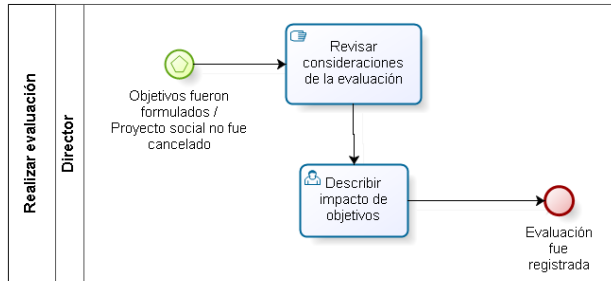 Realizar evaluación
Director
Objetivos fueron
formulados /
Proyecto social no fue
cancelado
Revisar
consideraciones
de la evaluación
Describir
impacto de
objetivos
Evaluación
fue
registrada